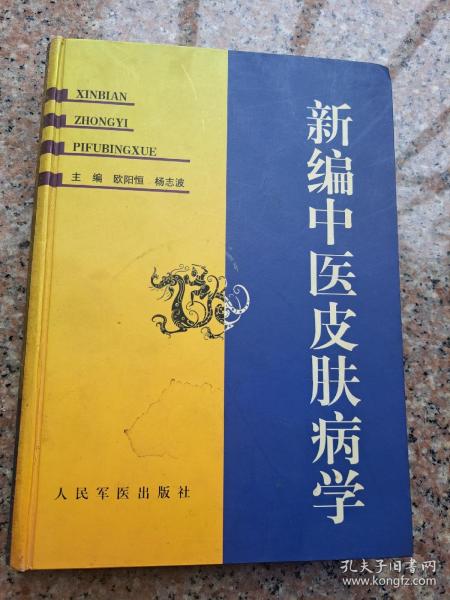 XINBIAN
ZHONGYI
PIFUBINGXUE
主 编 欧阳恒 杨志波
新编中医皮肤病学
人民军医出版社
孔夫子旧书网
www.kongfz.com